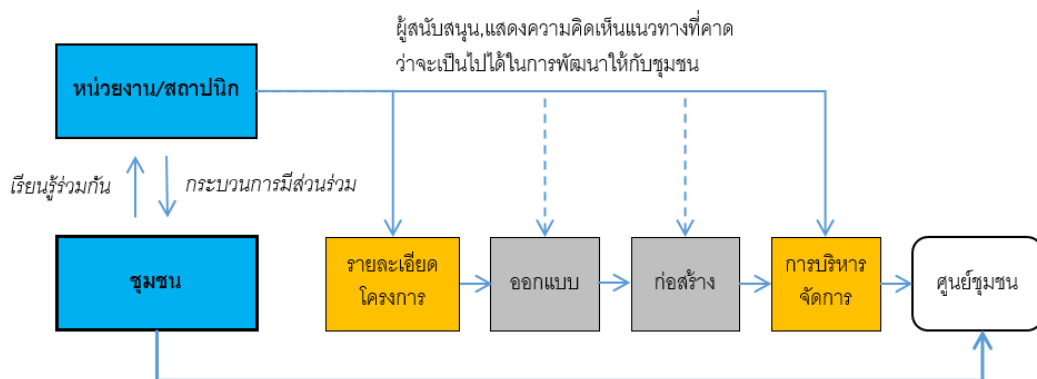 ผู้สนับสนุน,แสดงความคิดเห็นแนวทางที่คาด
ว่าจะเป็นไปได้ในการพัฒนาให้กับชุมชน
หน่วยงาน/สถาปนิก
เรียนรู้ร่วมกัน
กระบวนการมีส่วนร่วม
ชุมชน
รายละเอียด
โครงการ
ออกแบบ
ก่อสร้าง
การบริหาร
จัดการ
ศูนย์ชุมชน